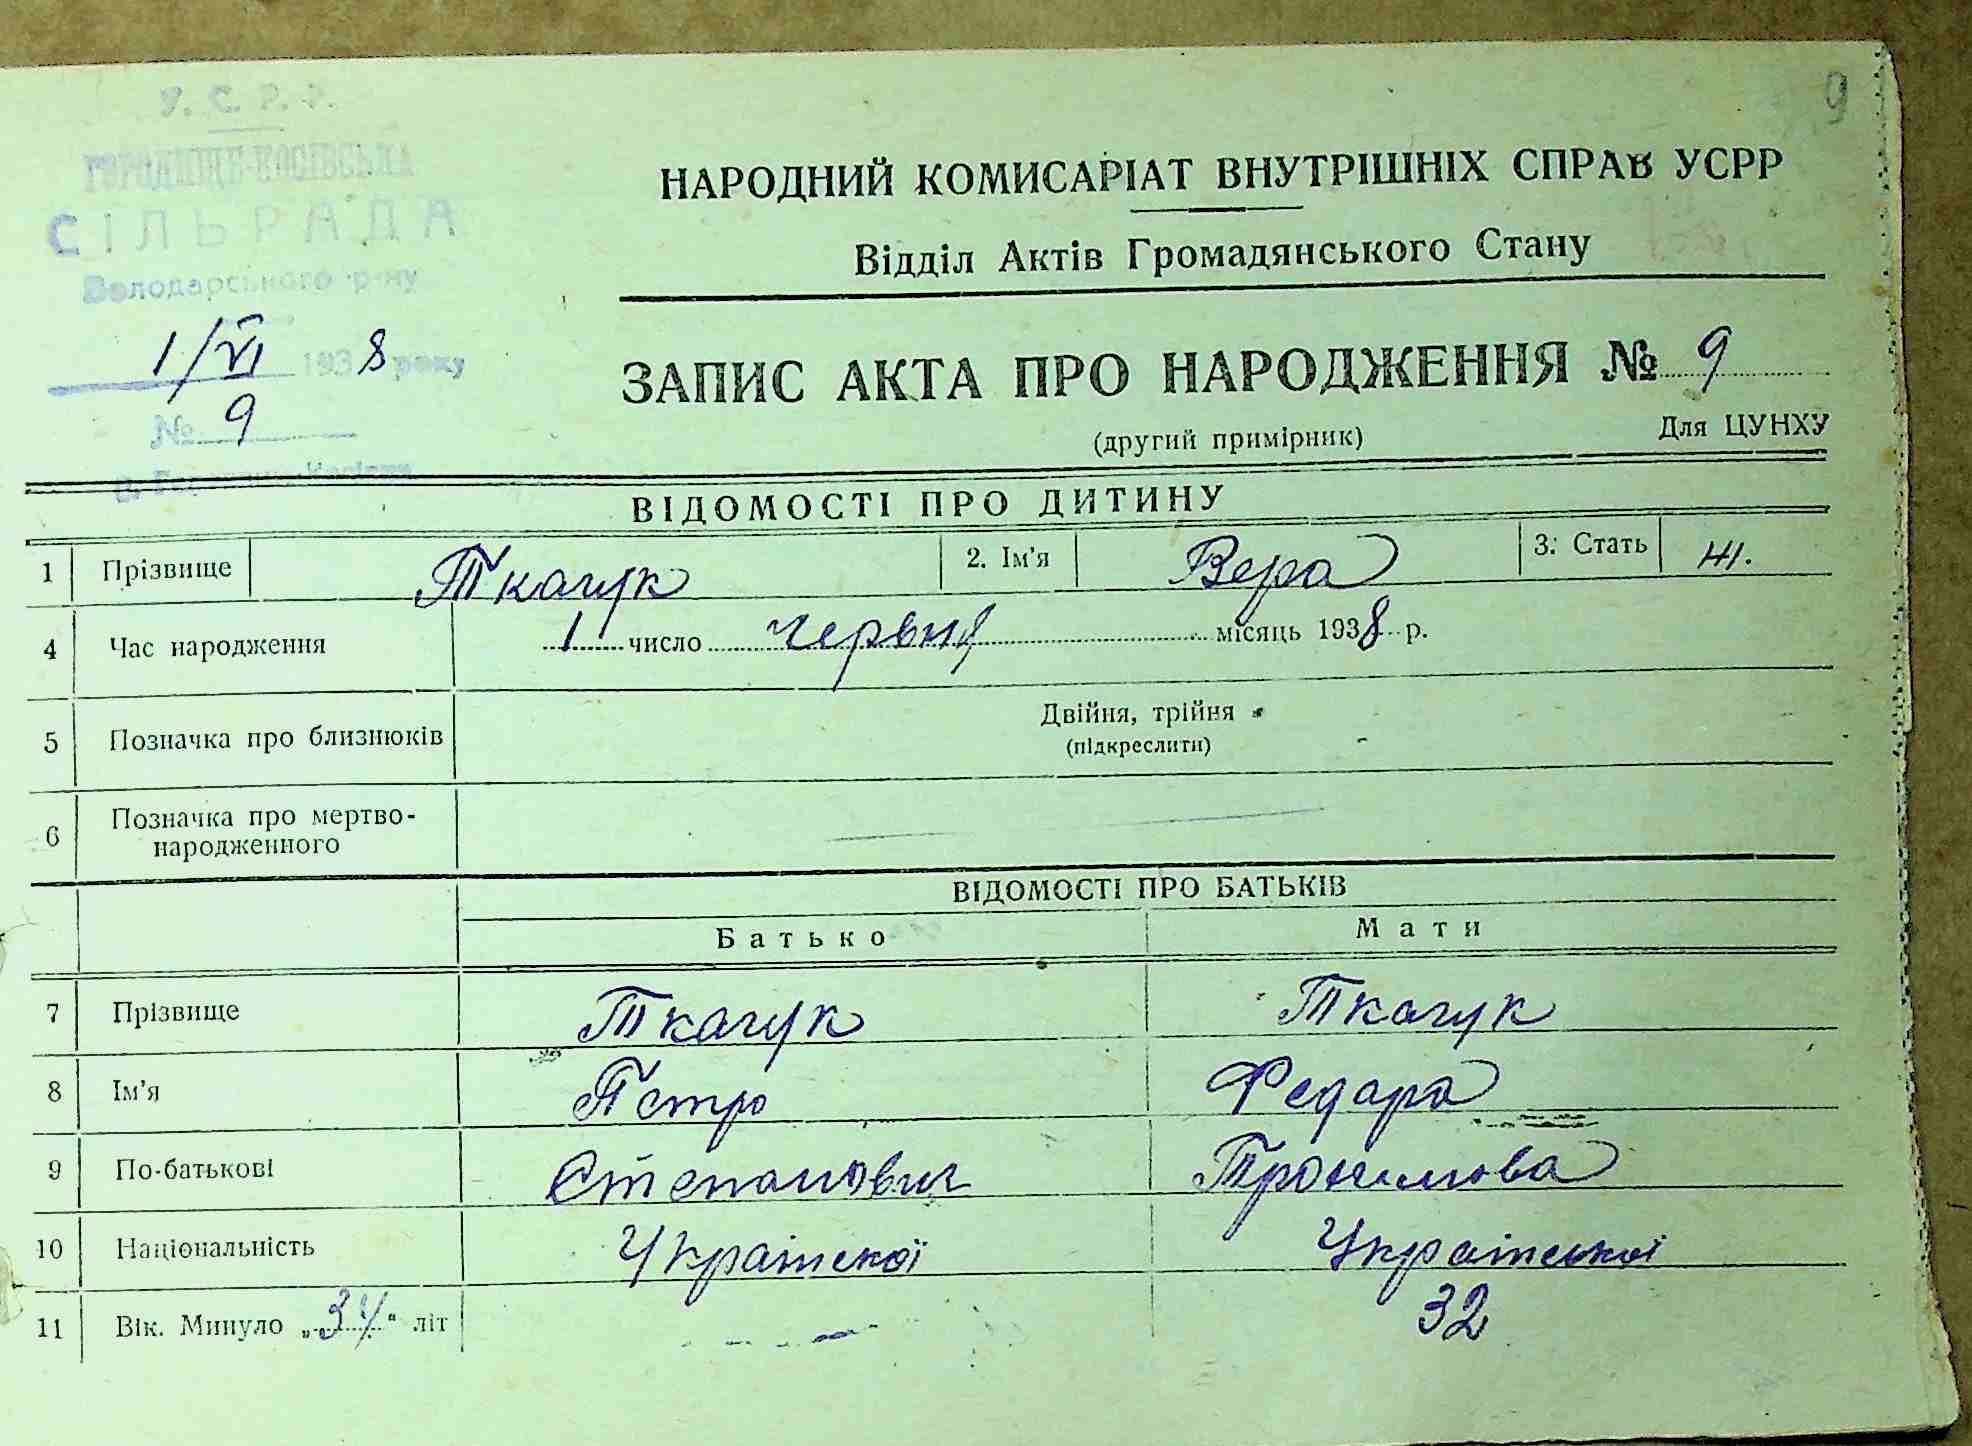 9
У. С. Р. Р.
ГОРОДИЩЕ-КОСІВСЬКА
СІЛЬРАДА
Володарського р-ну
1/VI 1938 року
№ 9
НАРОДНИЙ КОМИСАРІАТ ВНУТРІШНІХ СПРАВ УСРР
Відділ Актів Громадянського Стану
ЗАПИС АКТА ПРО НАРОДЖЕННЯ № 9
(другий примірник) Для ЦУНХУ
ВІДОМОСТІ ПРО ДИТИНУ
1 Прізвище Ткачук 2. Ім'я Вера 3. Стать Ж.
4 Час народження 1 число червня місяць 1938 р.
5 Позначка про близнюків Двійня, трійня
(підкреслити)
6 Позначка про мертво-
народженного
ВІДОМОСТІ ПРО БАТЬКІВ
Батько Мати
7 Прізвище Ткачук Ткачук
8 Ім'я Петро Федара
9 По-батькові Степанович
10 Національність Українскої Української
11 Вік. Минуло „34“ літ 32